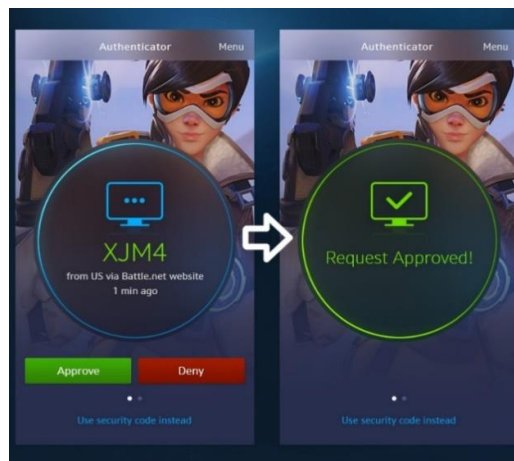 Authenticator Menu
XJM4
from US via Battle.net website
1 min ago
Approve Deny
Use security code instead
Authenticator Menu
Request Approved!
Use security code instead